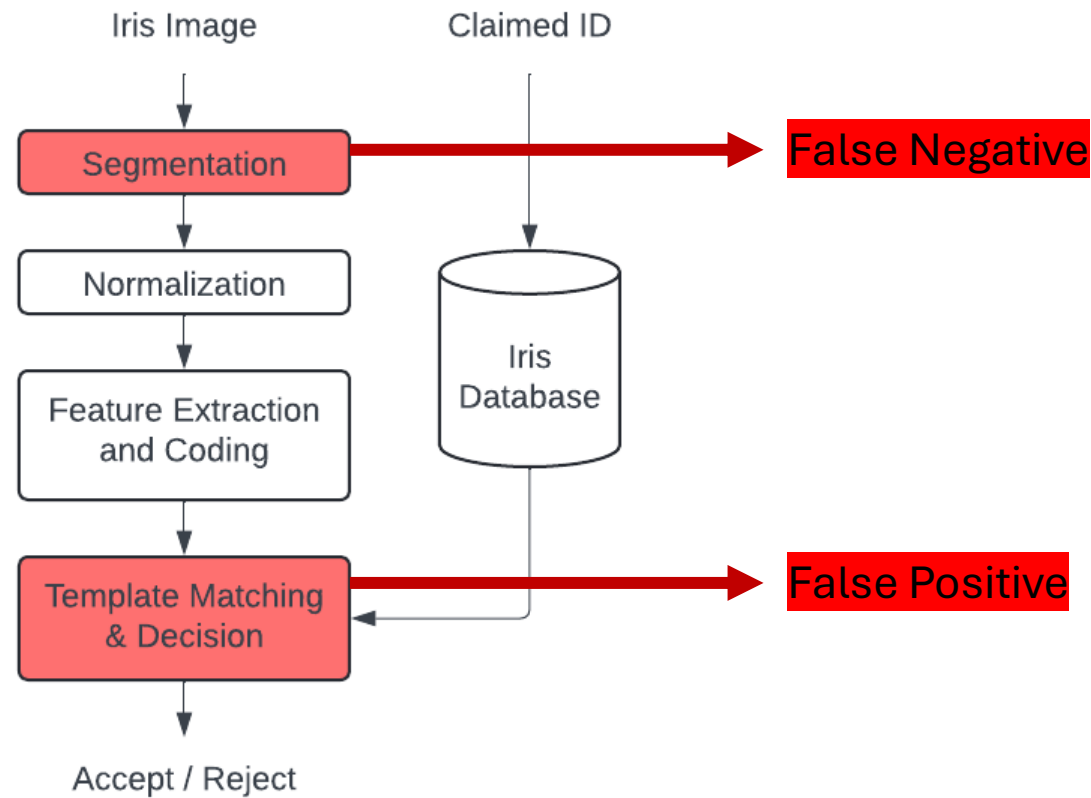 Iris Image
Claimed ID
Segmentation
False Negative
Normalization
Iris
Database
Feature Extraction
and Coding
Template Matching
& Decision
False Positive
Accept / Reject